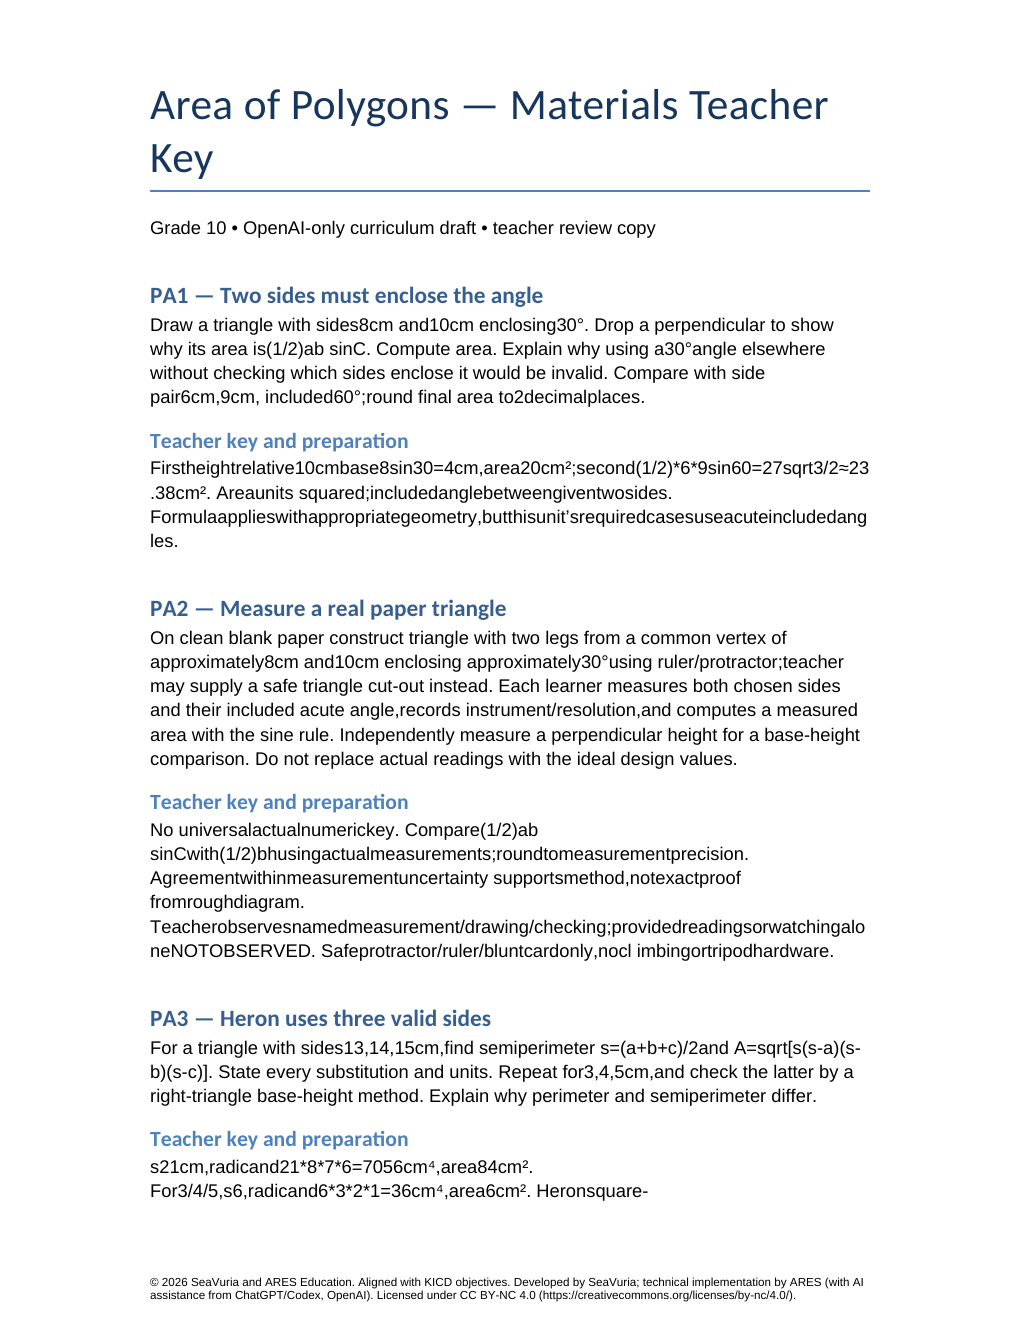 Area of Polygons — Materials Teacher
Key
Grade 10 • OpenAI-only curriculum draft • teacher review copy
PA1 — Two sides must enclose the angle
Draw a triangle with sides8cm and10cm enclosing30°. Drop a perpendicular to show
why its area is(1/2)ab sinC. Compute area. Explain why using a30°angle elsewhere
without checking which sides enclose it would be invalid. Compare with side
pair6cm,9cm, included60°;round final area to2decimalplaces.
Teacher key and preparation
Firstheightrelative10cmbase8sin30=4cm,area20cm²;second(1/2)*6*9sin60=27sqrt3/2≈23
.38cm². Areaunits squared;includedanglebetweengiventwosides.
Formulaapplieswithappropriategeometry,butthisunit’srequiredcasesuseacuteincludedang
les.
PA2 — Measure a real paper triangle
On clean blank paper construct triangle with two legs from a common vertex of
approximately8cm and10cm enclosing approximately30°using ruler/protractor;teacher
may supply a safe triangle cut-out instead. Each learner measures both chosen sides
and their included acute angle,records instrument/resolution,and computes a measured
area with the sine rule. Independently measure a perpendicular height for a base-height
comparison. Do not replace actual readings with the ideal design values.
Teacher key and preparation
No universalactualnumerickey. Compare(1/2)ab
sinCwith(1/2)bhusingactualmeasurements;roundtomeasurementprecision.
Agreementwithinmeasurementuncertainty supportsmethod,notexactproof
fromroughdiagram.
Teacherobservesnamedmeasurement/drawing/checking;providedreadingsorwatchingalo
neNOTOBSERVED. Safeprotractor/ruler/bluntcardonly,nocl imbingortripodhardware.
PA3 — Heron uses three valid sides
For a triangle with sides13,14,15cm,find semiperimeter s=(a+b+c)/2and A=sqrt[s(s-a)(s-
b)(s-c)]. State every substitution and units. Repeat for3,4,5cm,and check the latter by a
right-triangle base-height method. Explain why perimeter and semiperimeter differ.
Teacher key and preparation
s21cm,radicand21*8*7*6=7056cm⁴,area84cm².
For3/4/5,s6,radicand6*3*2*1=36cm⁴,area6cm². Heronsquare-
© 2026 SeaVuria and ARES Education. Aligned with KICD objectives. Developed by SeaVuria; technical implementation by ARES (with AI
assistance from ChatGPT/Codex, OpenAI). Licensed under CC BY-NC 4.0 (https://creativecommons.org/licenses/by-nc/4.0/).